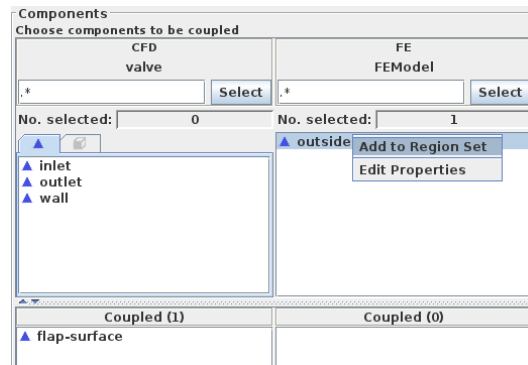 Components
Choose components to be coupled
CFD FE
valve FEModel
.* Select .* Select
No. selected: 0 No. selected: 1
outside Add to Region Set
inlet Edit Properties
outlet
wall
Coupled (1) Coupled (0)
flap-surface